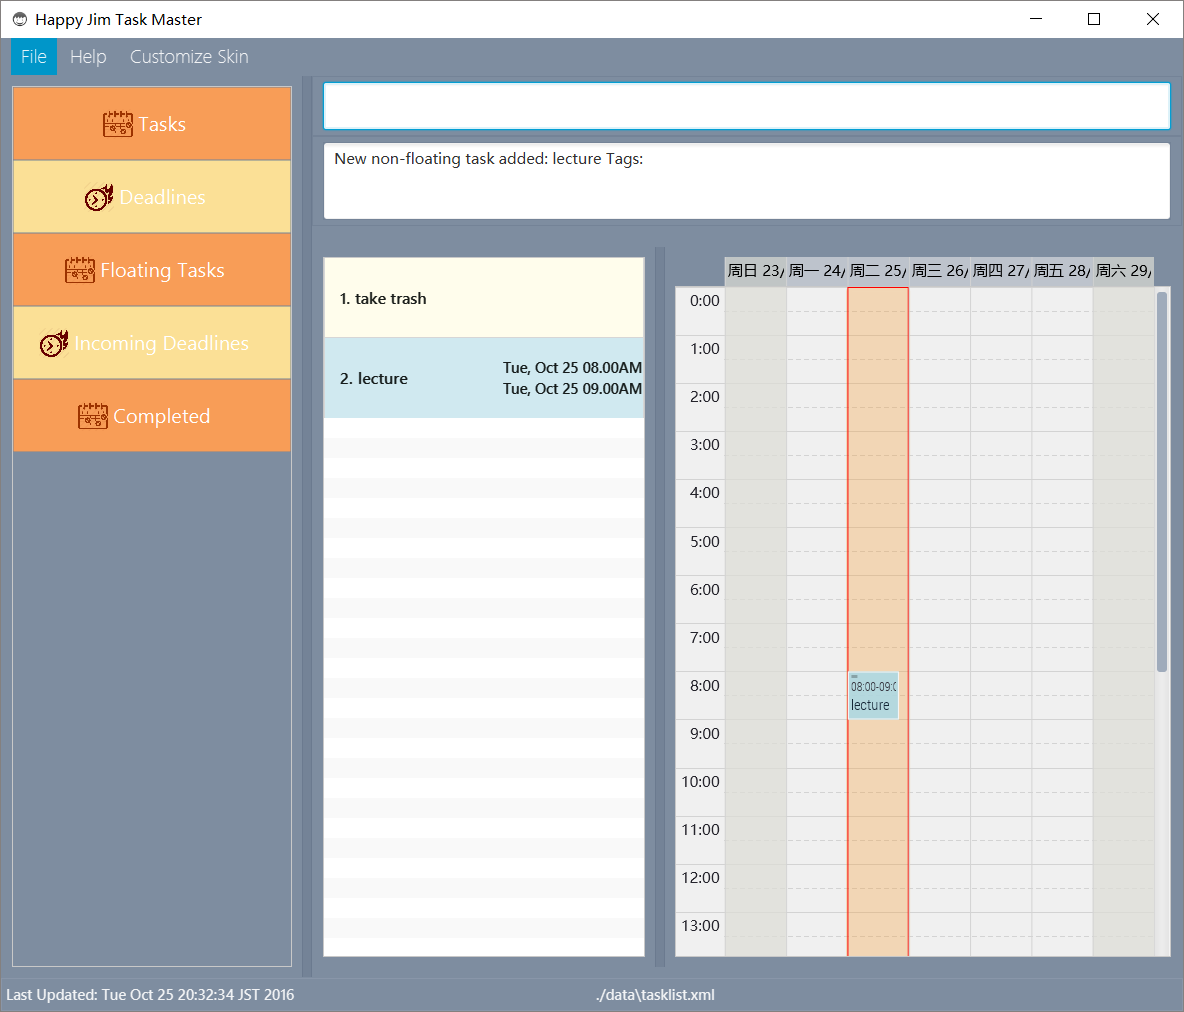 Happy Jim Task Master
File Help Customize Skin
Tasks
Deadlines
Floating Tasks
Incoming Deadlines
Completed
New non-floating task added: lecture Tags:
1. take trash
2. lecture
Tue, Oct 25 08.00AM
Tue, Oct 25 09.00AM
周日 23/ 周一 24/ 周二 25/ 周三 26/ 周四 27/ 周五 28/ 周六 29/
0:00
1:00
2:00
3:00
4:00
5:00
6:00
7:00
8:00
08:00-09:0
lecture
9:00
10:00
11:00
12:00
13:00
Last Updated: Tue Oct 25 20:32:34 JST 2016
./data\tasklist.xml